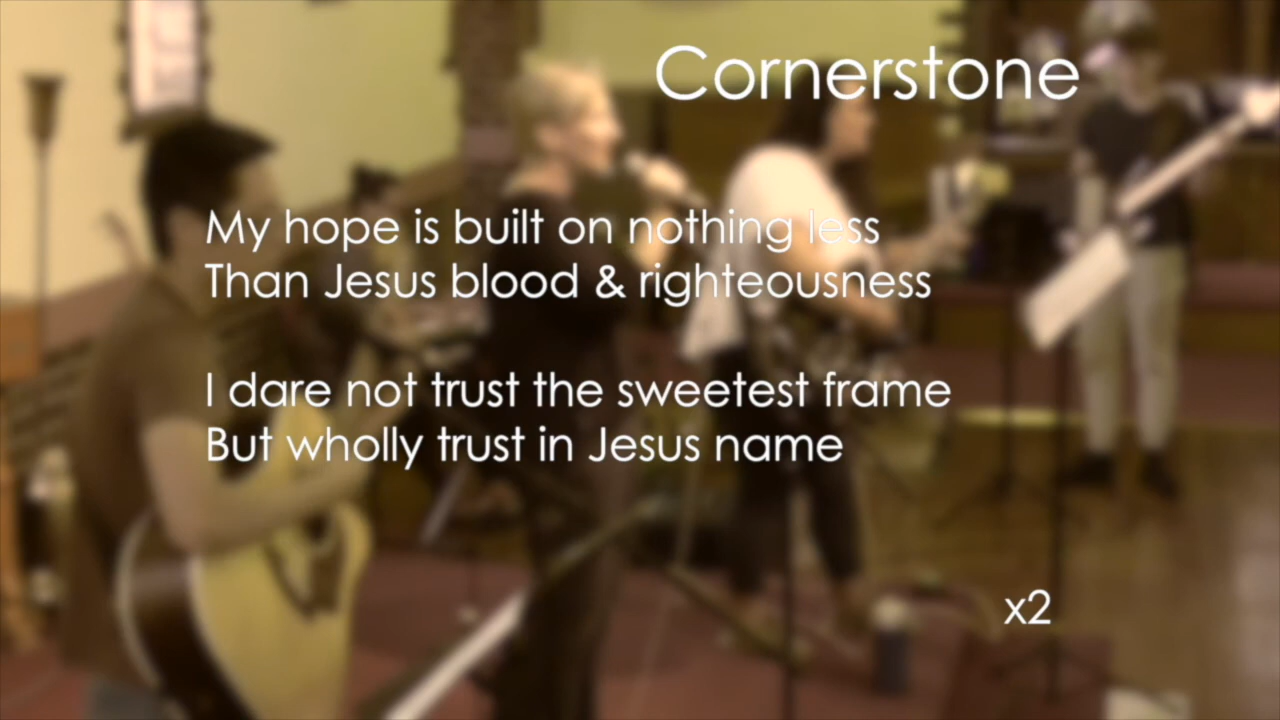 Cornerstone
My hope is built on nothing less
Than Jesus blood & righteousness
I dare not trust the sweetest frame
But wholly trust in Jesus name
x2